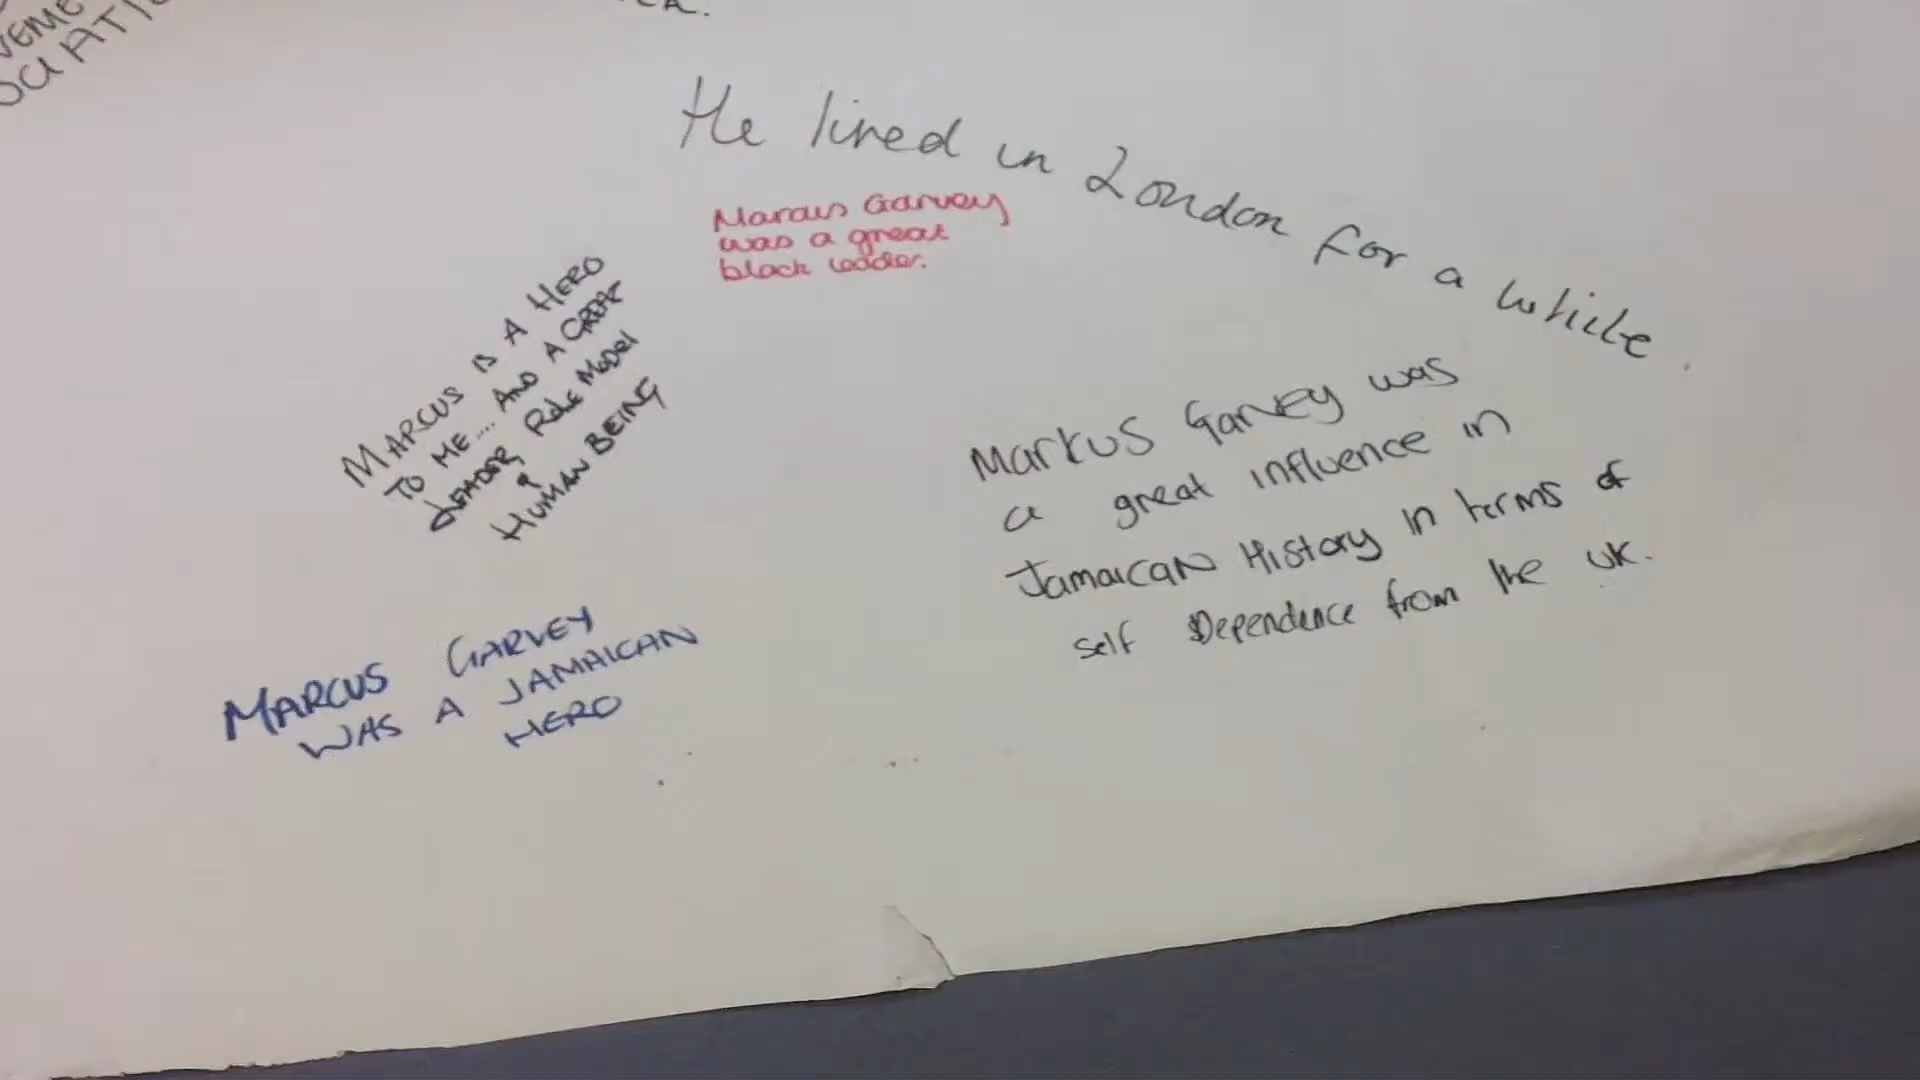 He lived in London for a while.
Marcus Garvey
was a great
black leader.
MARCUS IS A HERO
TO ME.... AND A GREAT
LEADER, Role Model
&
HUMAN BEING
Markus Garvey was
a great influence in
Jamaican History in terms of
self Dependence from the UK.
MARCUS GARVEY
WAS A JAMAICAN
HERO